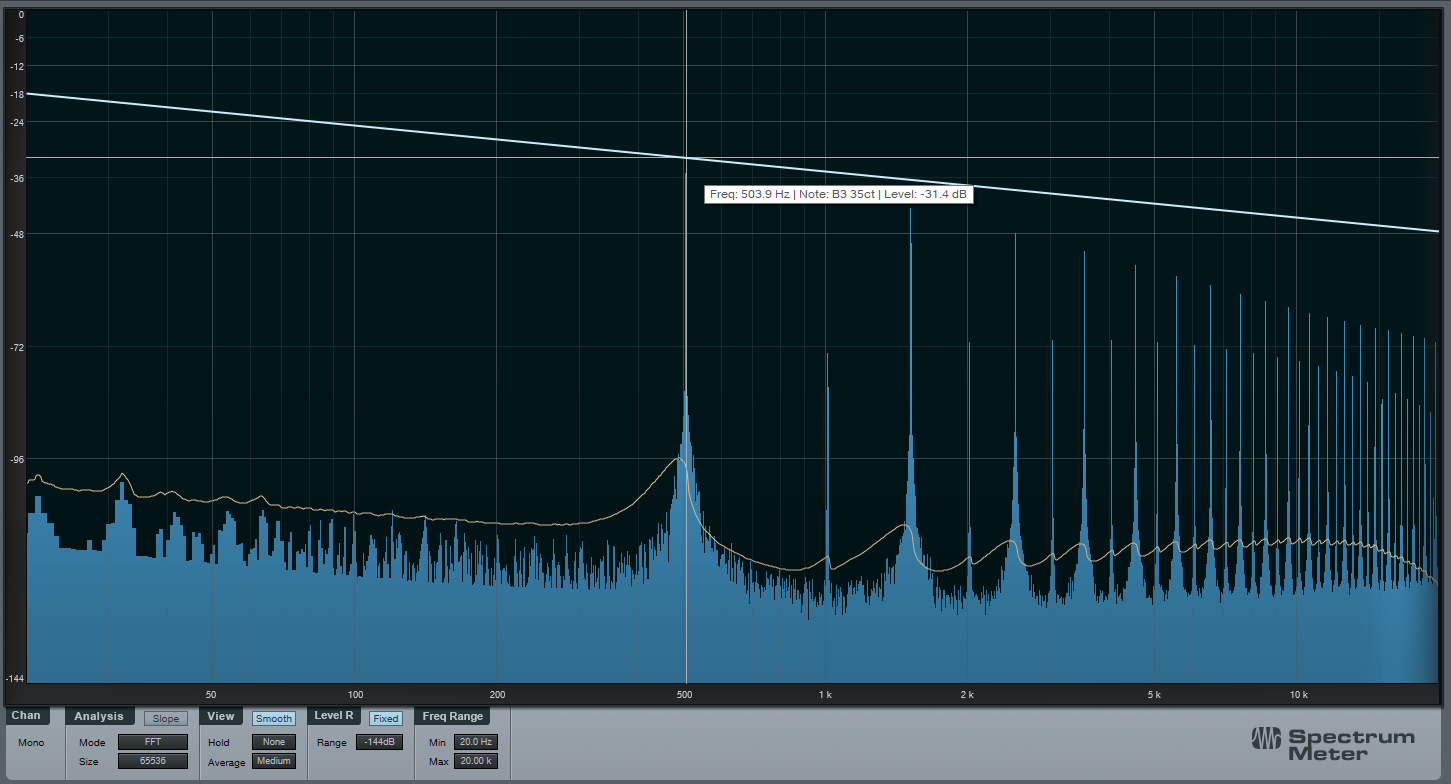 0
-6
-12
-18
-24
-36
Freq: 503.9 Hz | Note: B3 35ct | Level: -31.4 dB
-48
-72
-96
-144
50 100 200 500 1 k 2 k 5 k 10 k
Chan Analysis Slope View Smooth Level R Fixed Freq Range
Mono Mode FFT Hold None Range -144dB Min 20.0 Hz
Size 65536 Average Medium Max 20.00 k
Spectrum
Meter